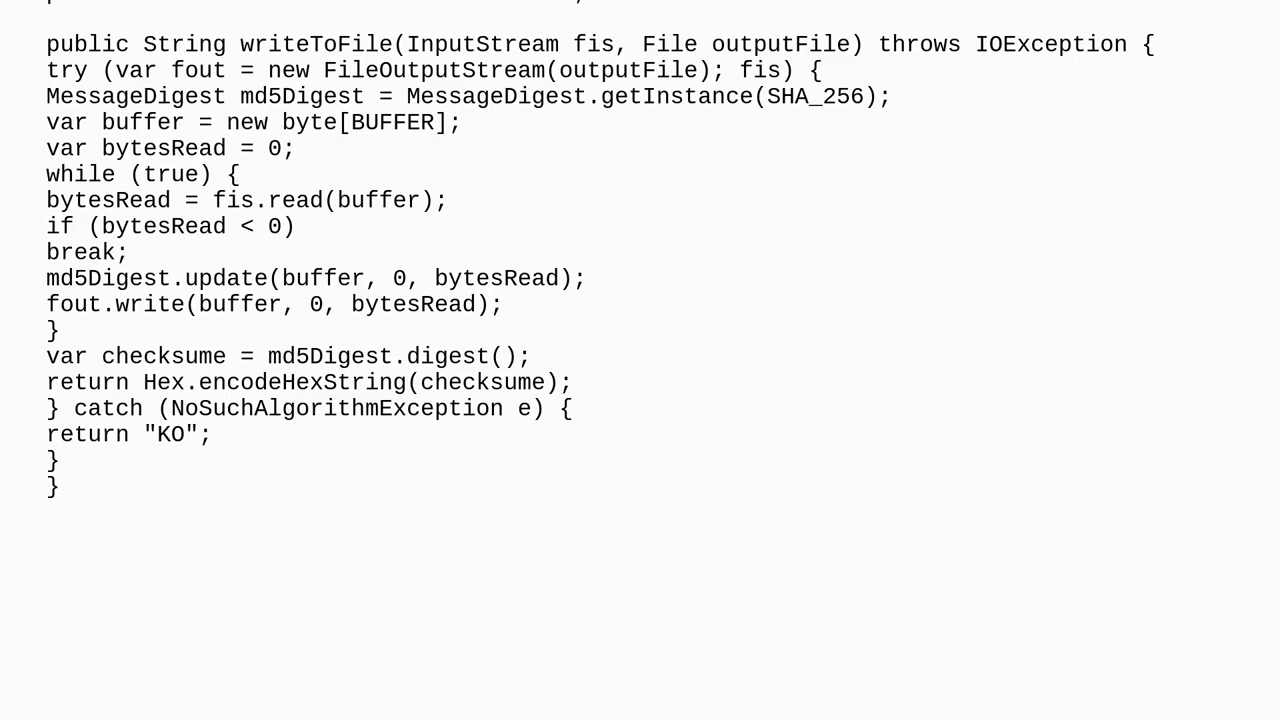 public String writeToFile(InputStream fis, File outputFile) throws IOException {
try (var fout = new FileOutputStream(outputFile); fis) {
MessageDigest md5Digest = MessageDigest.getInstance(SHA_256);
var buffer = new byte[BUFFER];
var bytesRead = 0;
while (true) {
bytesRead = fis.read(buffer);
if (bytesRead < 0)
break;
md5Digest.update(buffer, 0, bytesRead);
fout.write(buffer, 0, bytesRead);
}
var checksume = md5Digest.digest();
return Hex.encodeHexString(checksume);
} catch (NoSuchAlgorithmException e) {
return "KO";
}
}